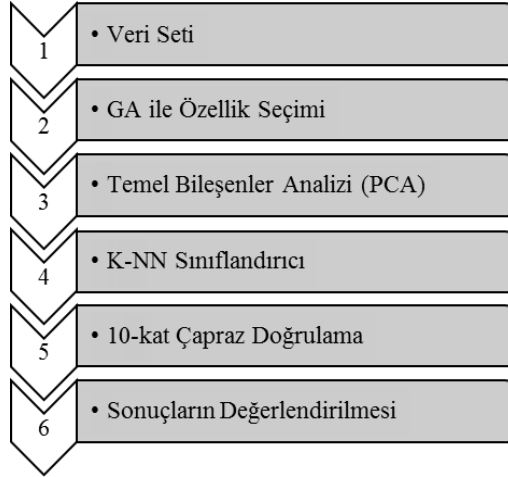 1
• Veri Seti
2
• GA ile Özellik Seçimi
3
• Temel Bileşenler Analizi (PCA)
4
• K-NN Sınıflandırıcı
5
• 10-kat Çapraz Doğrulama
6
• Sonuçların Değerlendirilmesi